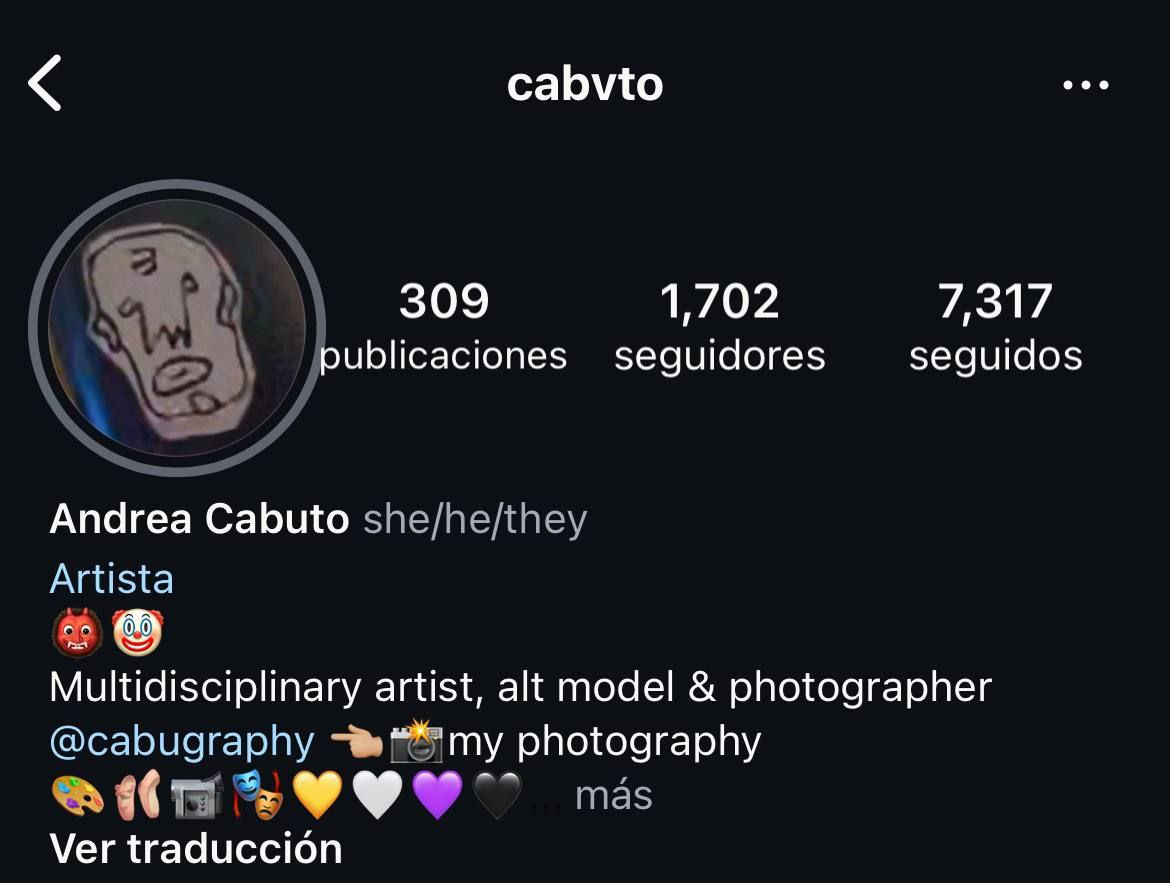 cabvto
309 1,702 7,317
publicaciones seguidores seguidos
Andrea Cabuto she/he/they
Artista
👹🤡
Multidisciplinary artist, alt model & photographer
@cabugraphy 👈🏼📸my photography
🎨🩰📹🎭💛🤍💜🖤... más
Ver traducción